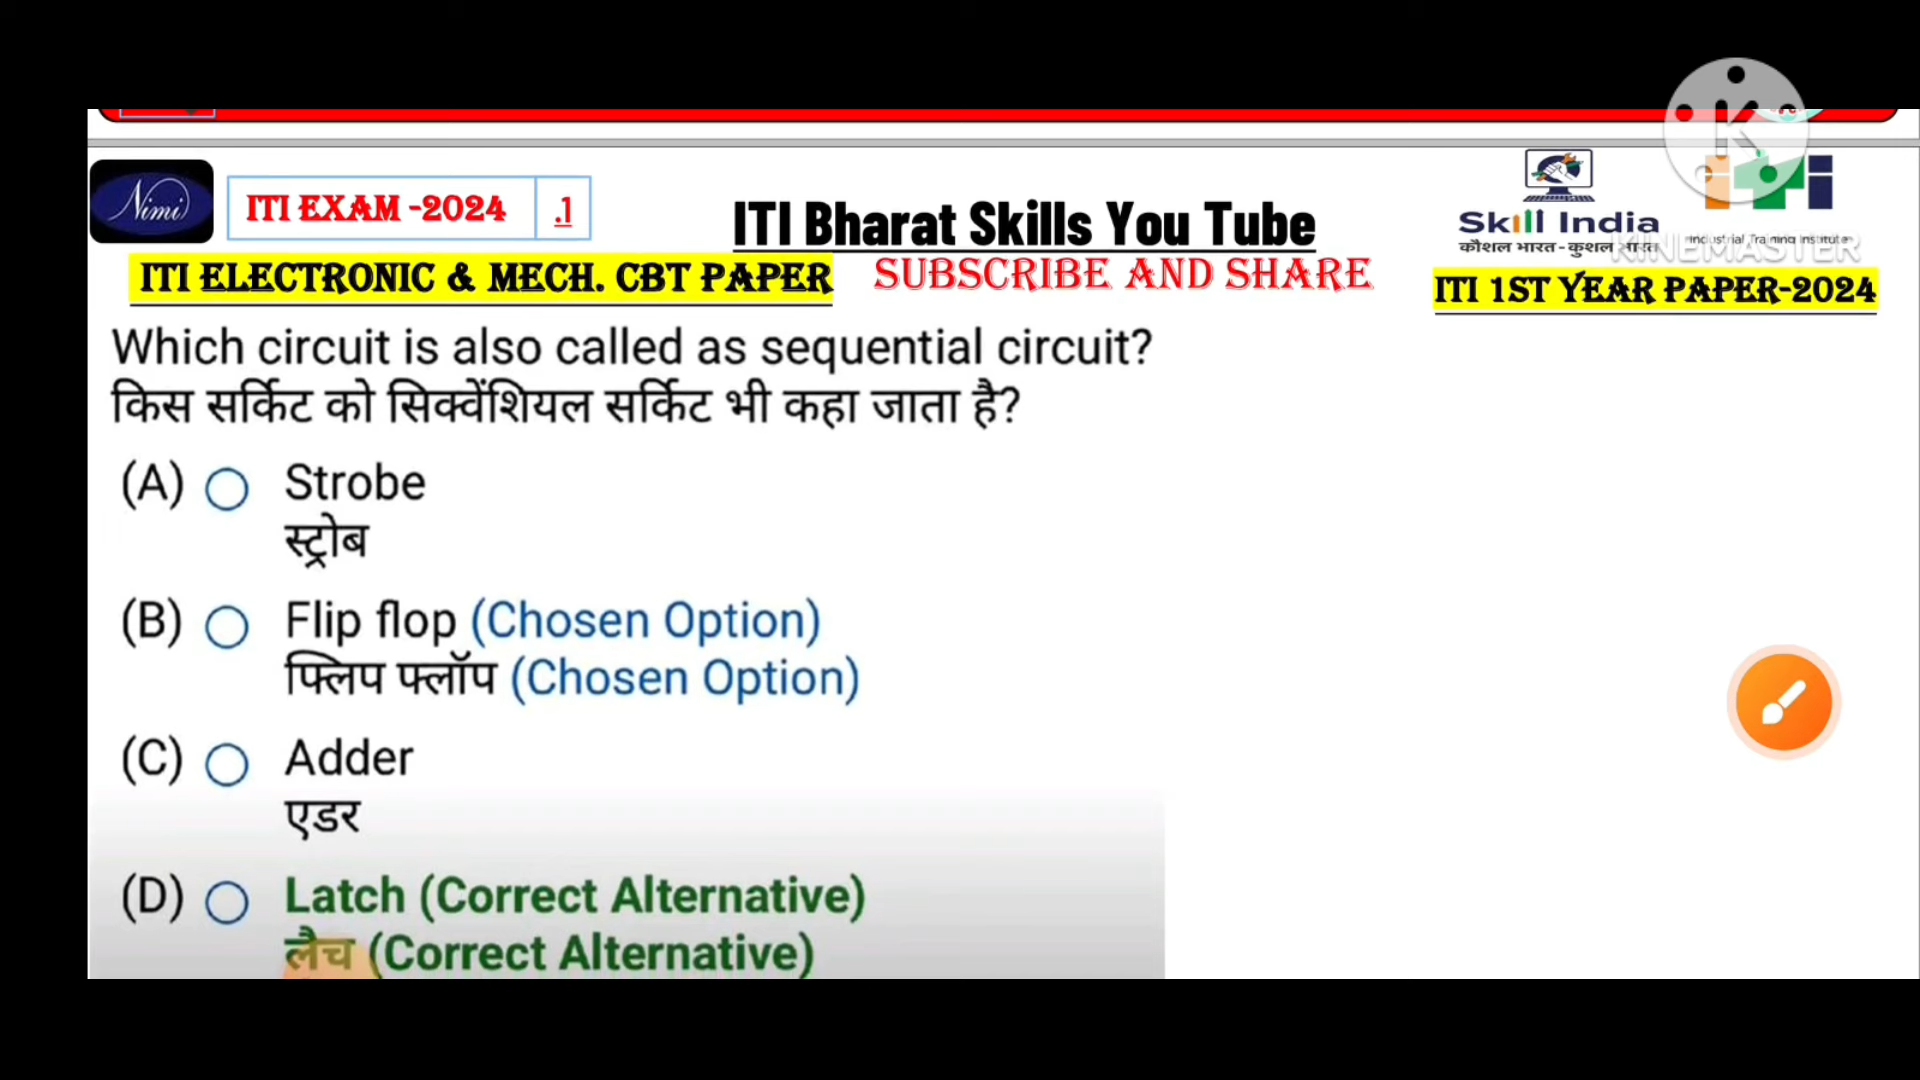 Nimi
ITI EXAM -2024 .1
ITI Bharat Skills You Tube
Skill India
कौशल भारत - कुशल भारत
Industrial Training Institute
KINEMASTER
ITI ELECTRONIC & MECH. CBT PAPER
SUBSCRIBE AND SHARE
ITI 1ST YEAR PAPER-2024
Which circuit is also called as sequential circuit?
किस सर्किट को सिक्वेंशियल सर्किट भी कहा जाता है?
(A) Strobe
स्ट्रोब
(B) Flip flop (Chosen Option)
फ्लिप फ्लॉप (Chosen Option)
(C) Adder
एडर
(D) Latch (Correct Alternative)
लैच (Correct Alternative)